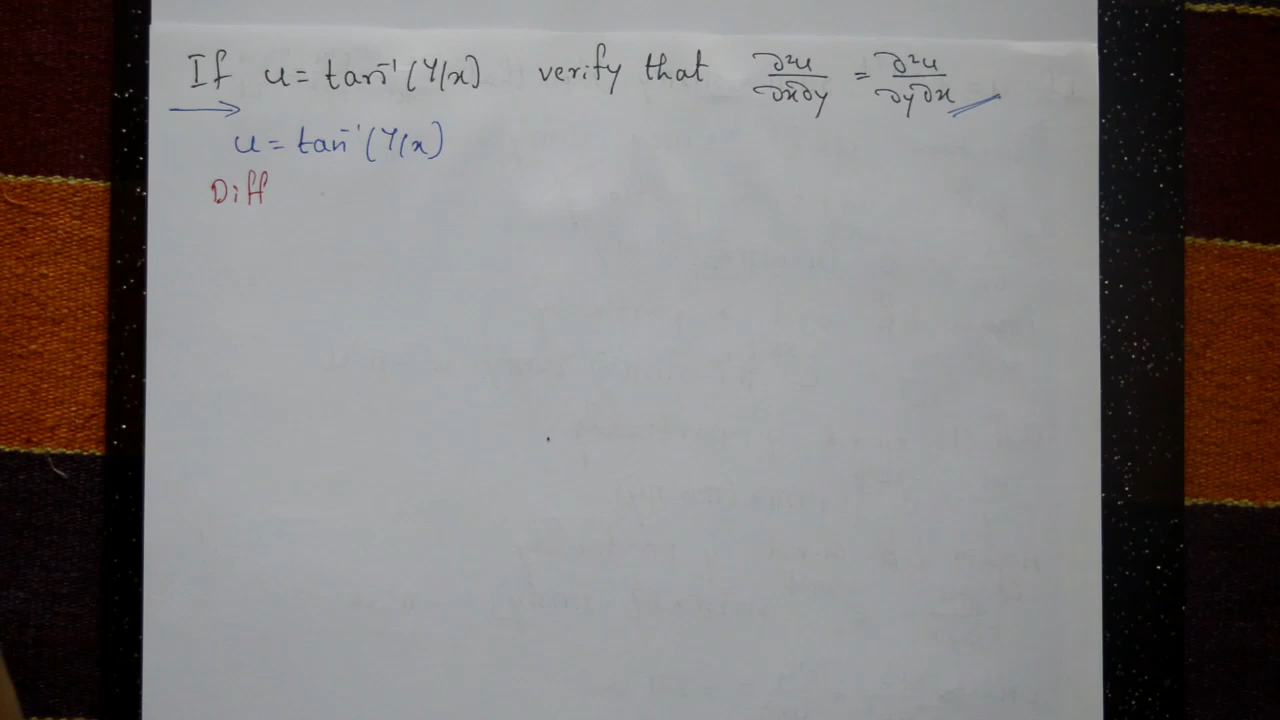 If u = tan⁻¹(y/x) verify that ∂²u/∂x∂y = ∂²u/∂y∂x
u = tan⁻¹(y/x)
Diff